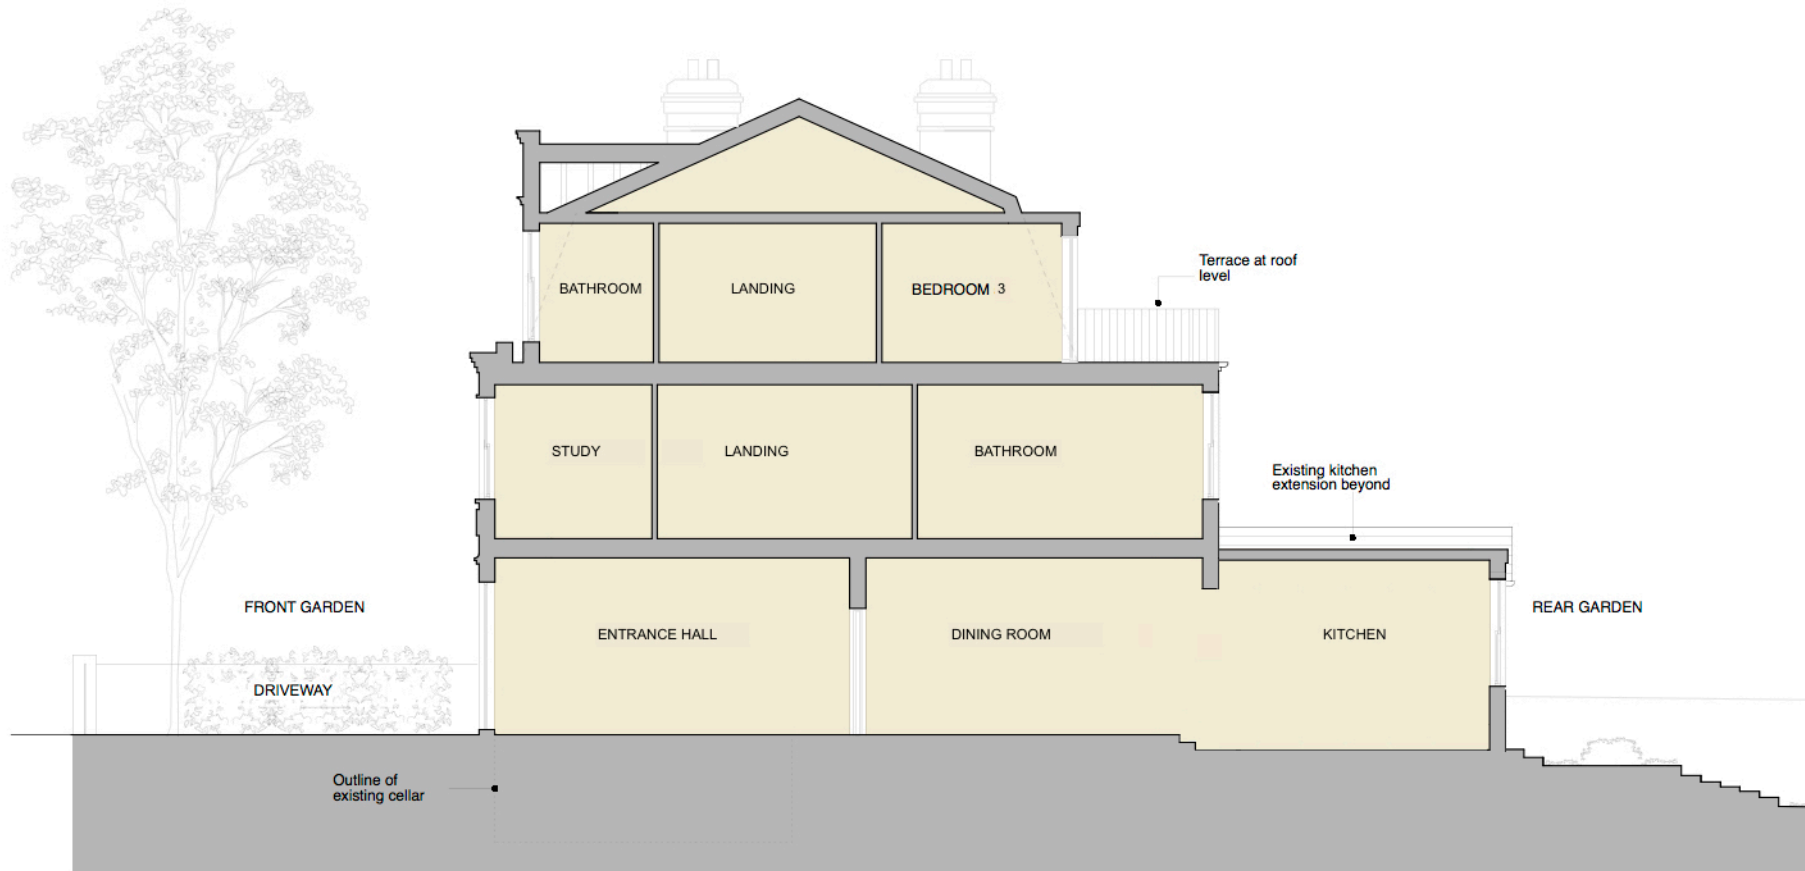 Terrace at roof
level
BATHROOM
LANDING
BEDROOM 3
STUDY
LANDING
BATHROOM
Existing kitchen
extension beyond
FRONT GARDEN
REAR GARDEN
ENTRANCE HALL
DINING ROOM
KITCHEN
DRIVEWAY
Outline of
existing cellar